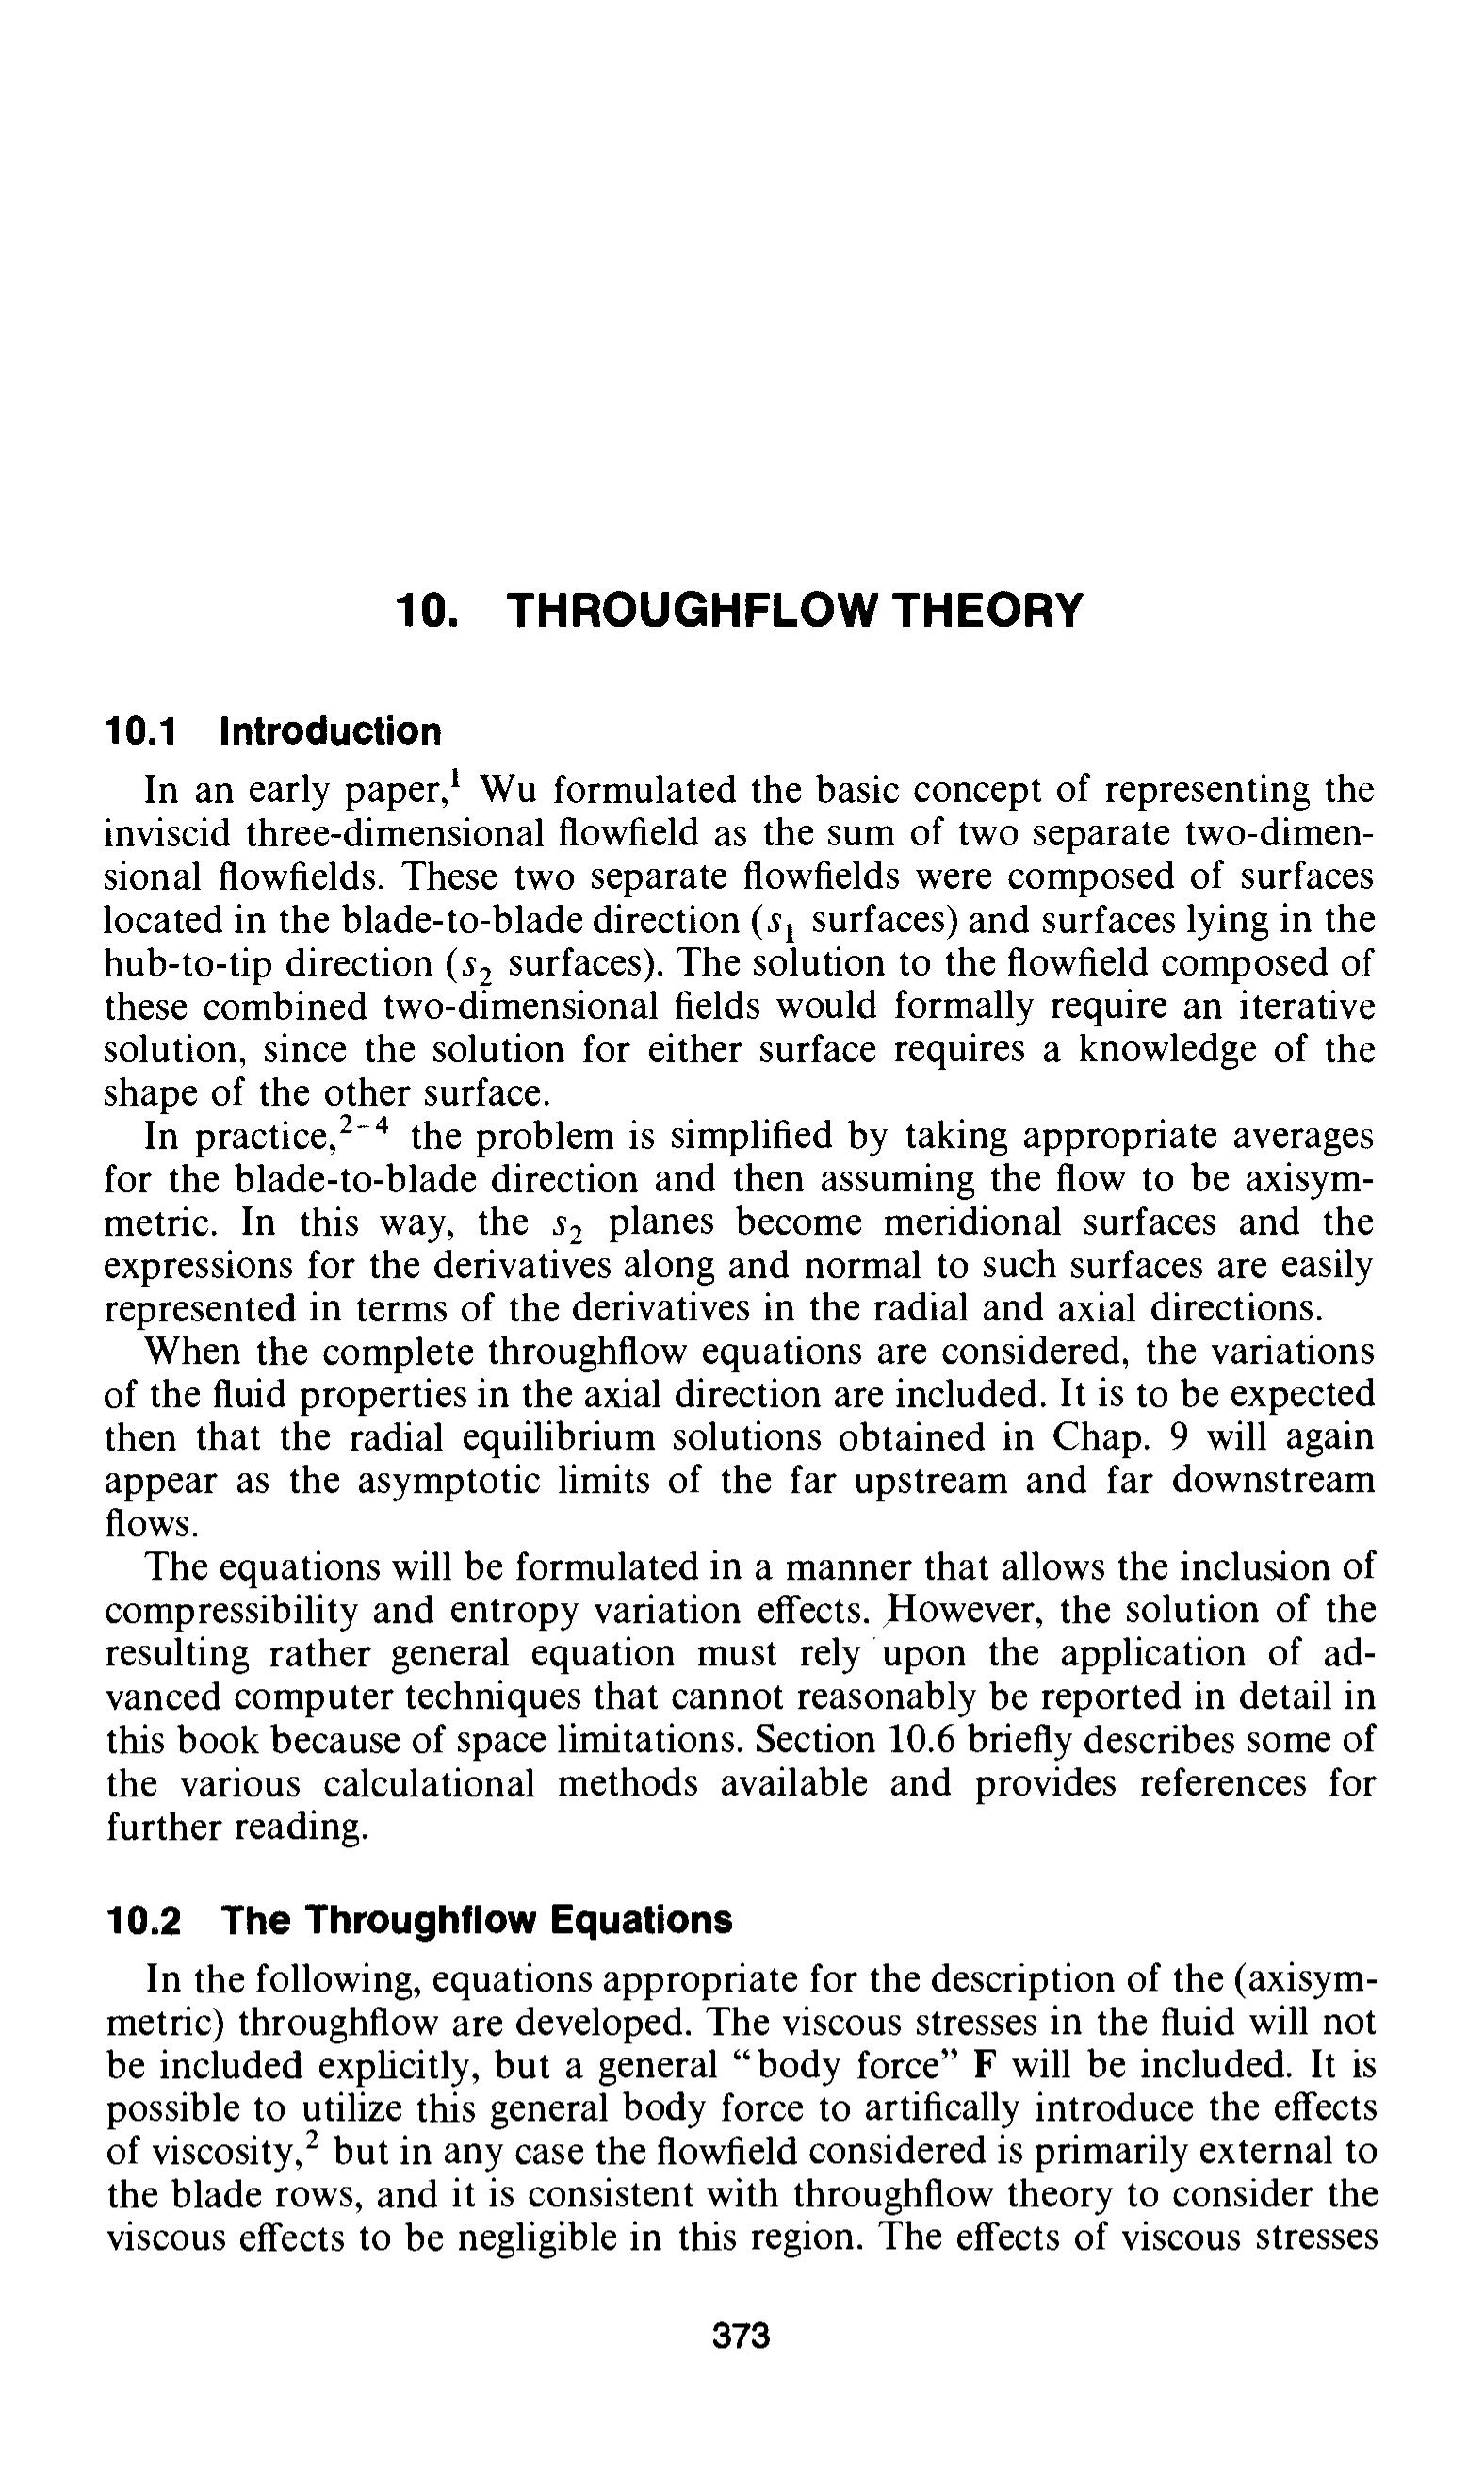 10. THROUGHFLOW THEORY
10.1 Introduction
In an early paper,¹ Wu formulated the basic concept of representing the
inviscid three-dimensional flowfield as the sum of two separate two-dimen-
sional flowfields. These two separate flowfields were composed of surfaces
located in the blade-to-blade direction (s₁ surfaces) and surfaces lying in the
hub-to-tip direction (s₂ surfaces). The solution to the flowfield composed of
these combined two-dimensional fields would formally require an iterative
solution, since the solution for either surface requires a knowledge of the
shape of the other surface.
In practice,²⁻⁴ the problem is simplified by taking appropriate averages
for the blade-to-blade direction and then assuming the flow to be axisym-
metric. In this way, the s₂ planes become meridional surfaces and the
expressions for the derivatives along and normal to such surfaces are easily
represented in terms of the derivatives in the radial and axial directions.
When the complete throughflow equations are considered, the variations
of the fluid properties in the axial direction are included. It is to be expected
then that the radial equilibrium solutions obtained in Chap. 9 will again
appear as the asymptotic limits of the far upstream and far downstream
flows.
The equations will be formulated in a manner that allows the inclusion of
compressibility and entropy variation effects. However, the solution of the
resulting rather general equation must rely upon the application of ad-
vanced computer techniques that cannot reasonably be reported in detail in
this book because of space limitations. Section 10.6 briefly describes some of
the various calculational methods available and provides references for
further reading.
10.2 The Throughflow Equations
In the following, equations appropriate for the description of the (axisym-
metric) throughflow are developed. The viscous stresses in the fluid will not
be included explicitly, but a general “body force” F will be included. It is
possible to utilize this general body force to artifically introduce the effects
of viscosity,² but in any case the flowfield considered is primarily external to
the blade rows, and it is consistent with throughflow theory to consider the
viscous effects to be negligible in this region. The effects of viscous stresses
373